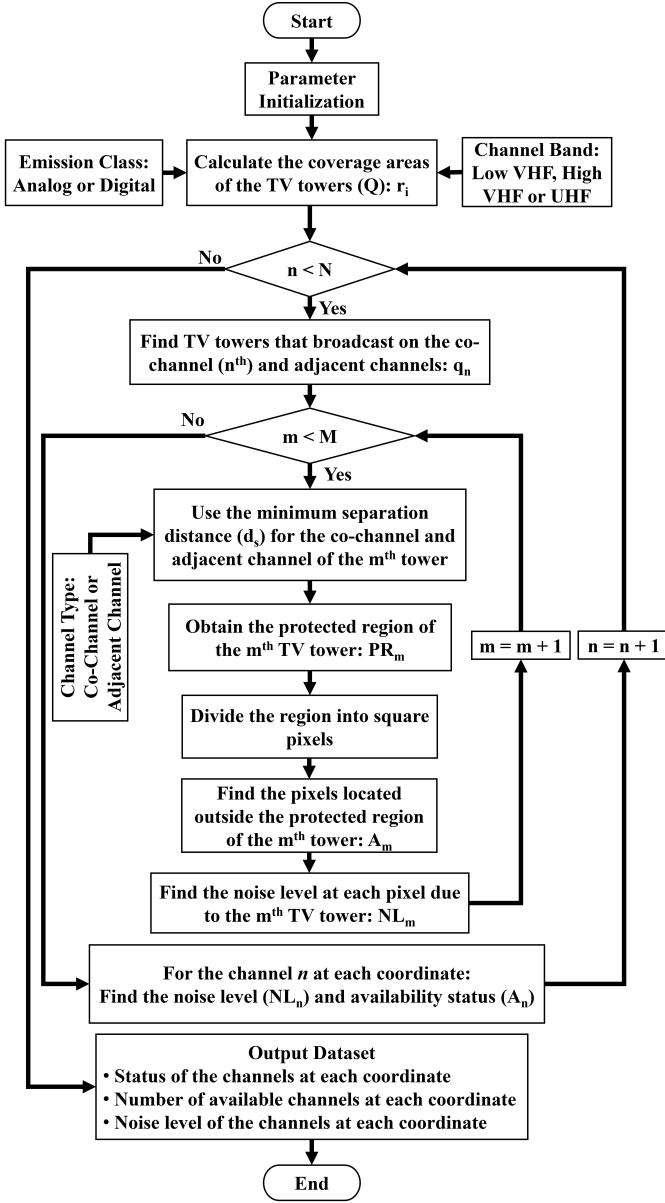 Start
Parameter
Initialization
Emission Class:
Analog or Digital
Calculate the coverage areas
of the TV towers (Q): rᵢ
Channel Band:
Low VHF, High
VHF or UHF
No
n < N
Yes
Find TV towers that broadcast on the co-
channel (nᵗʰ) and adjacent channels: qₙ
No
m < M
Yes
Use the minimum separation
distance (dₛ) for the co-channel and
adjacent channel of the mᵗʰ tower
Channel Type:
Co-Channel or
Adjacent Channel
Obtain the protected region of
the mᵗʰ TV tower: PRₘ
m = m + 1
n = n + 1
Divide the region into square
pixels
Find the pixels located
outside the protected region
of the mᵗʰ tower: Aₘ
Find the noise level at each pixel due
to the mᵗʰ TV tower: NLₘ
For the channel n at each coordinate:
Find the noise level (NLₙ) and availability status (Aₙ)
Output Dataset
• Status of the channels at each coordinate
• Number of available channels at each coordinate
• Noise level of the channels at each coordinate
End